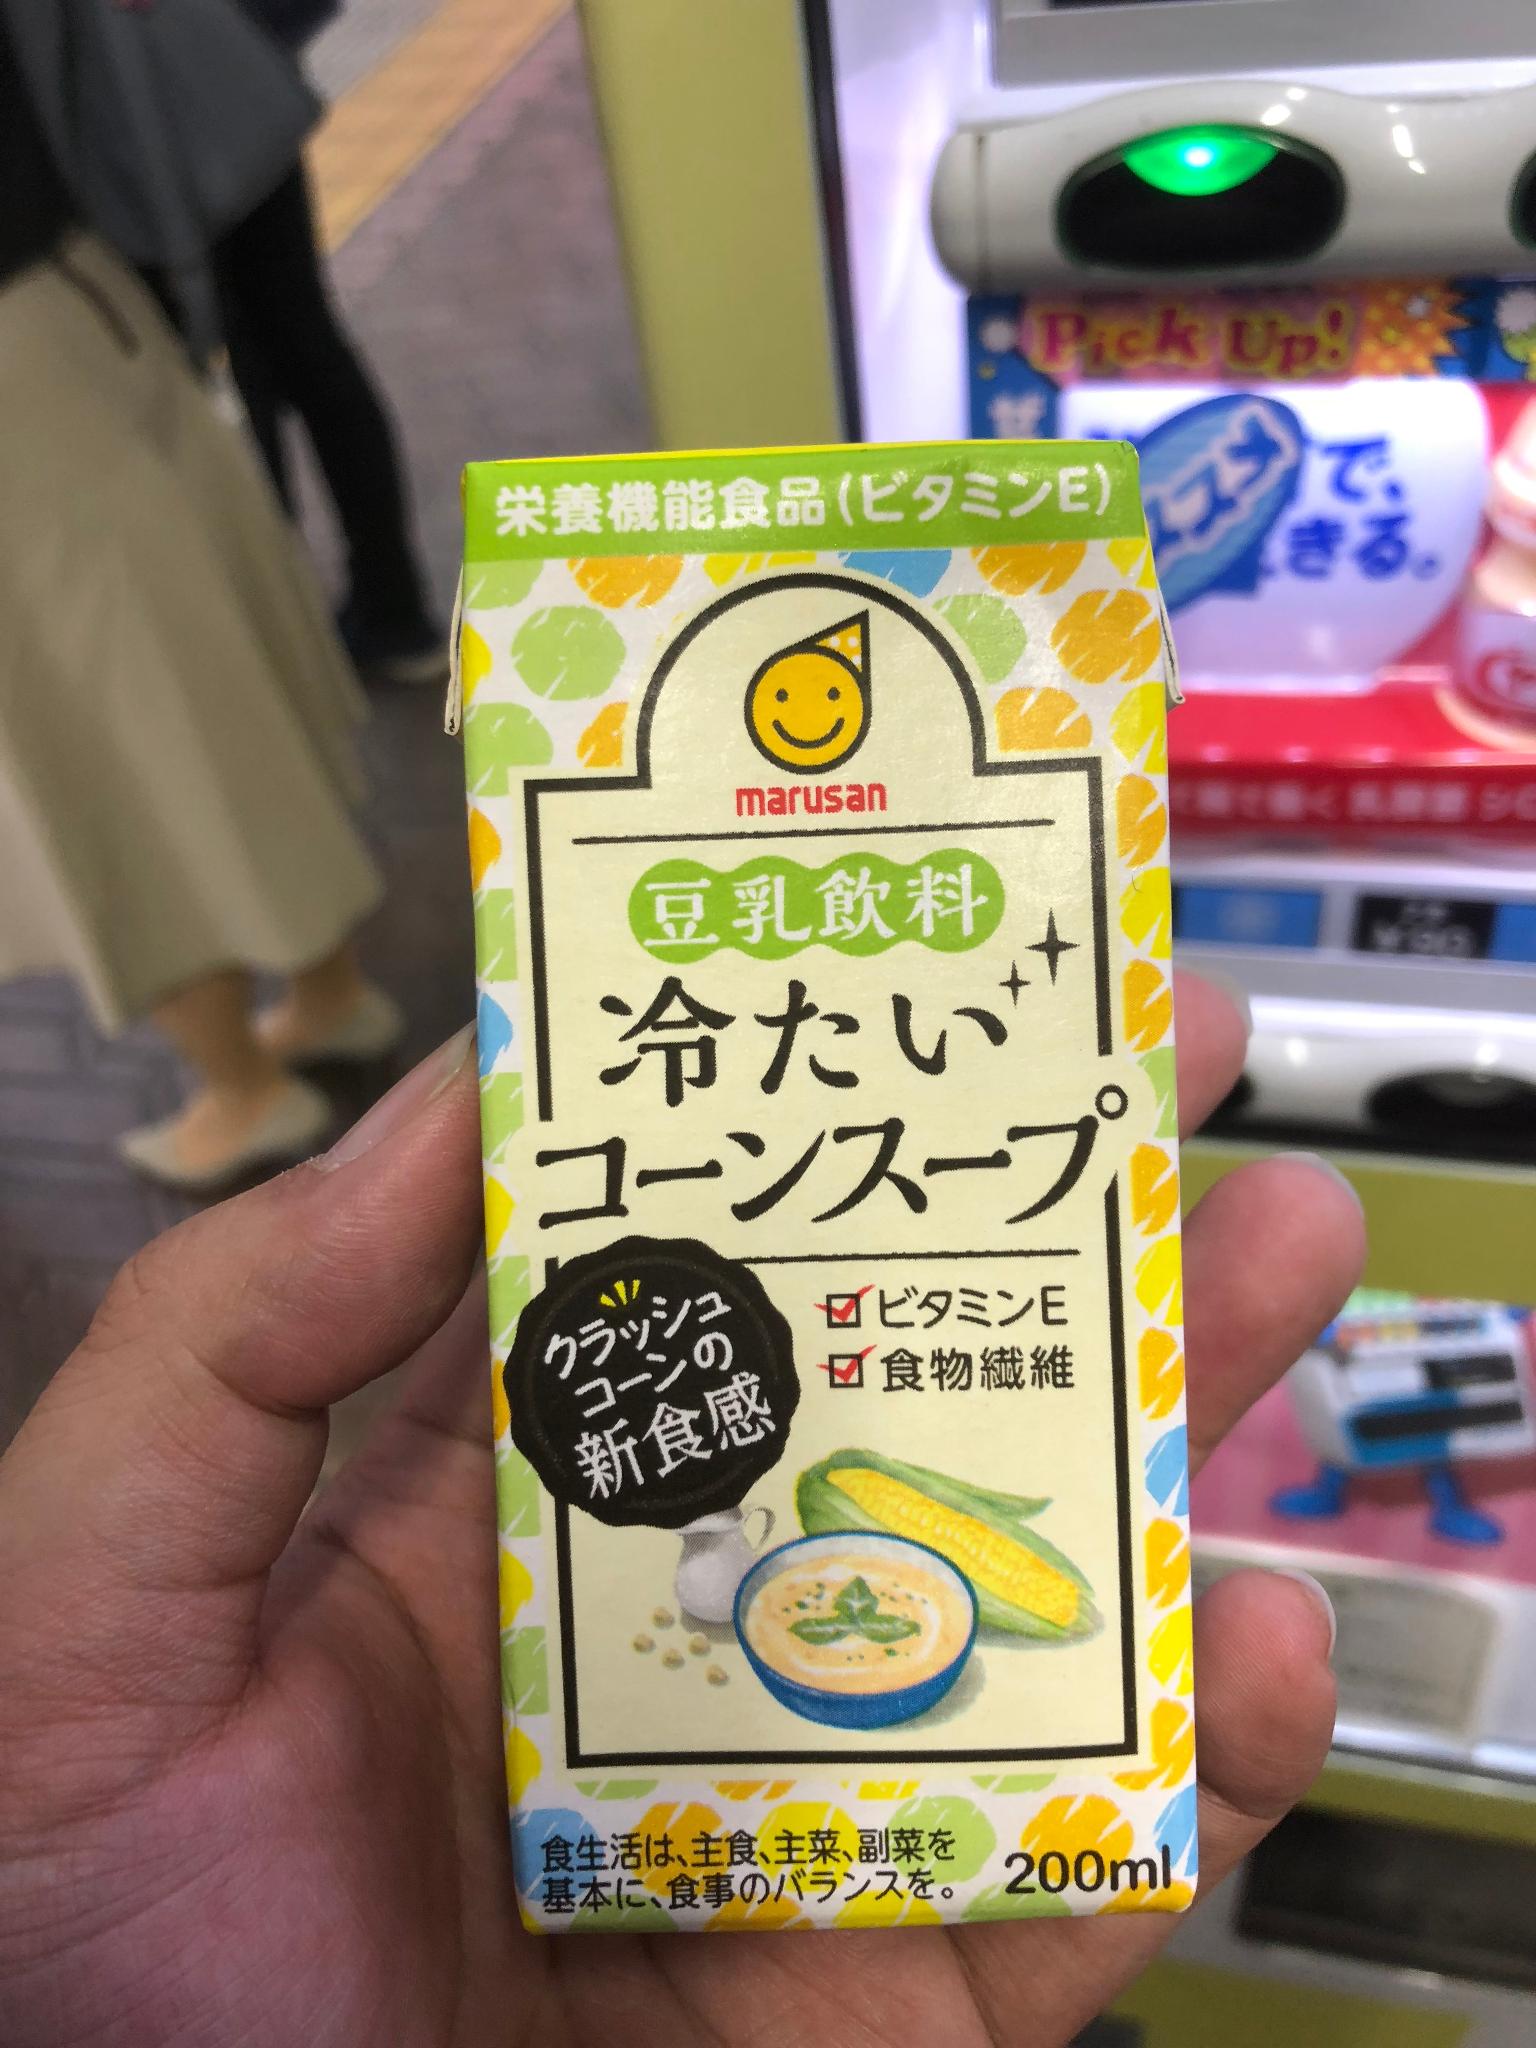 栄養機能食品(ビタミンE)
marusan
豆乳飲料
冷たい
コーンスープ
クラッシュ
コーンの
新食感
ビタミンE
食物繊維
食生活は、主食、主菜、副菜を
基本に、食事のバランスを。
200ml
Pick Up!
で、
きる。